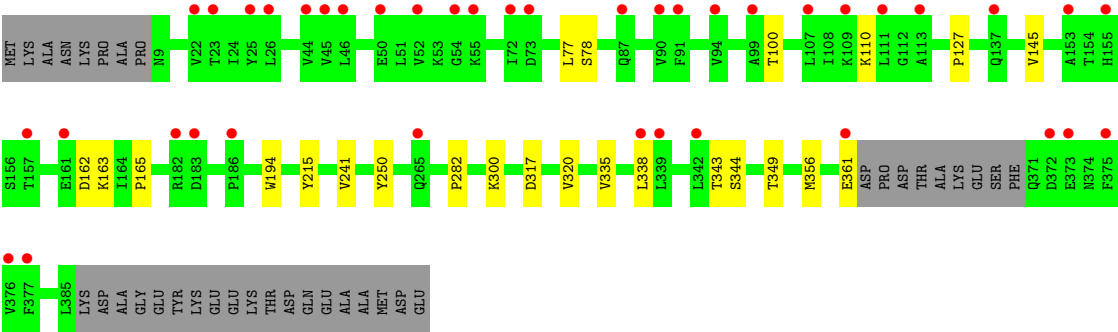 MET LYS ALA ASN LYS PRO ALA PRO N9 V22 T23 I24 Y25 L26 V44 V45 L46 E50 L51 V52 K53 G54 K55 I72 D73 L77 S78 Q87 V90 F91 V94 A99 T100 L107 I108 K109 K110 L111 G112 A113 P127 Q137 V145 A153 T154 H155
S156 T157 E161 D162 K163 I164 P165 R182 D183 P186 W194 Y215 V241 Y250 Q265 P282 K300 D317 V320 V335 L338 L339 L342 T343 S344 T349 M356 E361 ASP PRO ASP THR ALA LYS GLU SER PHE Q371 D372 E373 N374 F375
V376 F377 L385 LYS ASP ALA GLY GLU TYR LYS GLU GLU LYS THR ASP GLN GLU ALA ALA MET ASP GLU